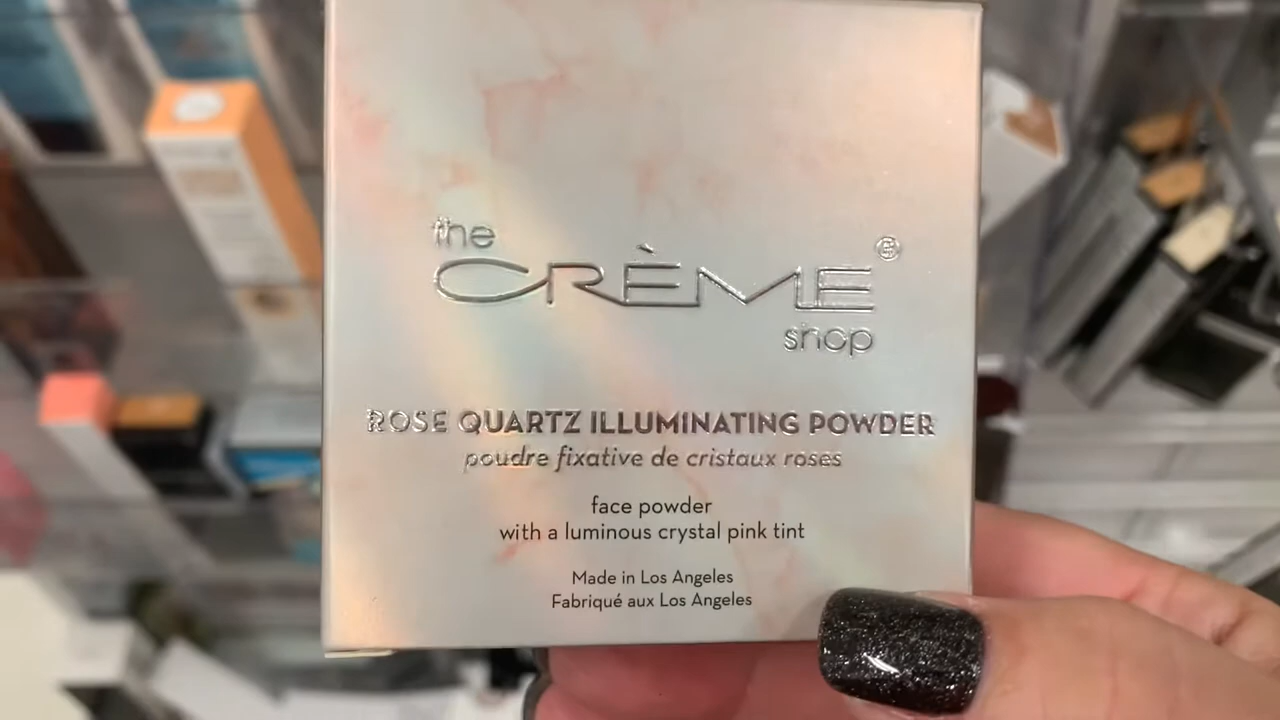 the
CRÈME®
shop
ROSE QUARTZ ILLUMINATING POWDER
poudre fixative de cristaux roses
face powder
with a luminous crystal pink tint
Made in Los Angeles
Fabriqué aux Los Angeles